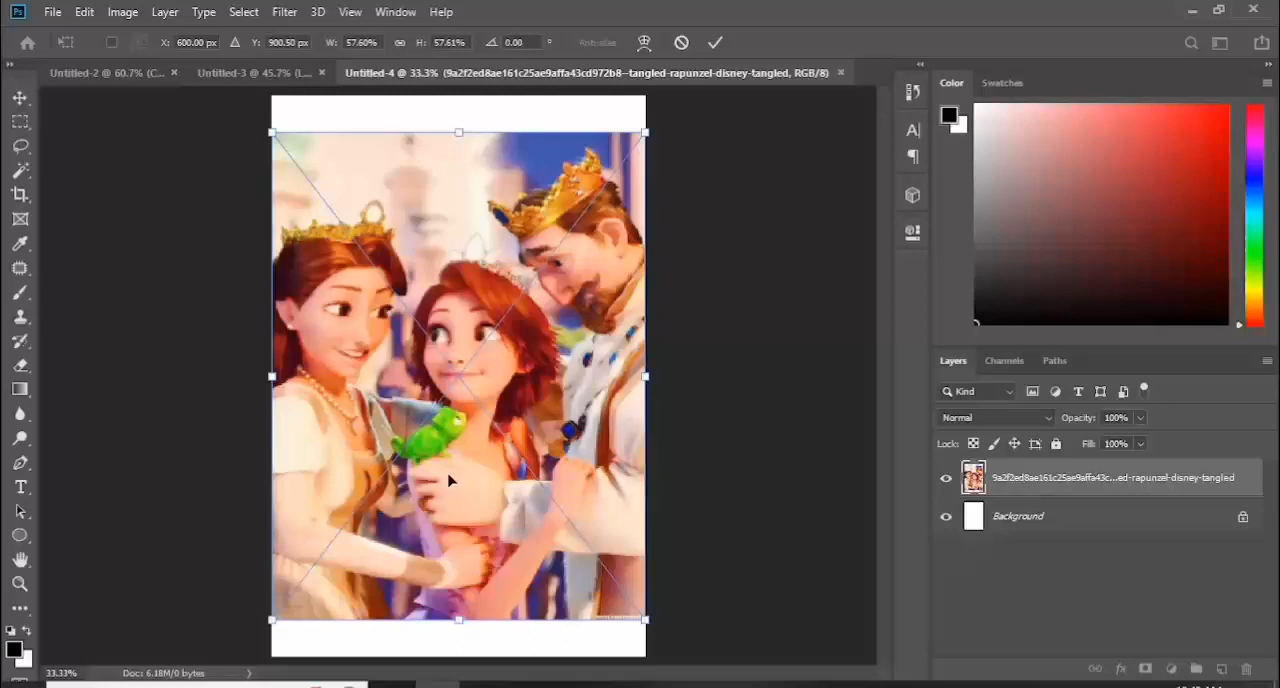 Ps File Edit Image Layer Type Select Filter 3D View Window Help
X: 600.00 px Y: 900.50 px W: 57.60% H: 57.61% 0.00 ° Anti-alias
Untitled-2 @ 60.7% (C... × Untitled-3 @ 45.7% (L... × Untitled-4 @ 33.3% (9a2f2ed8ae161c25ae9affa43cd972b8--tangled-rapunzel-disney-tangled, RGB/8) ×
Color Swatches
Layers Channels Paths
Kind
Normal Opacity: 100%
Lock: Fill: 100%
9a2f2ed8ae161c25ae9affa43c...ed-rapunzel-disney-tangled
Background
33.33% Doc: 6.18M/0 bytes